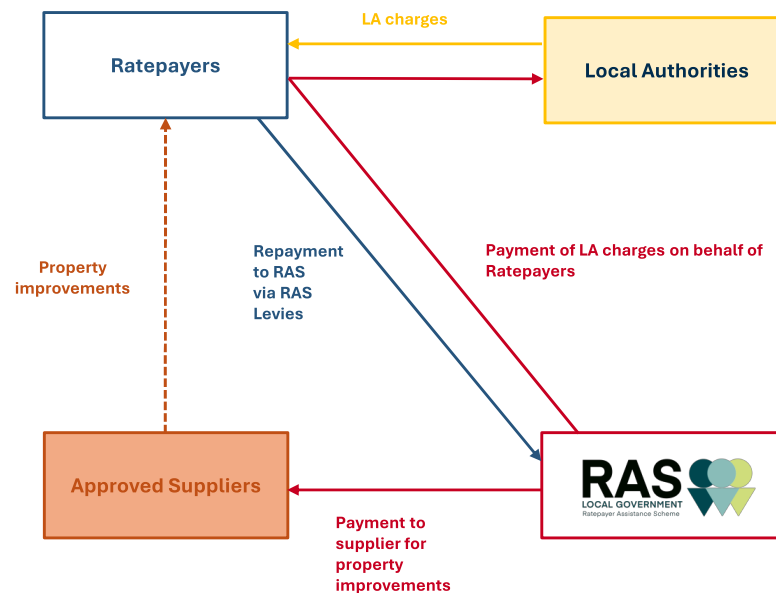 LA charges
Ratepayers
Local Authorities
Repayment
to RAS
via RAS
Levies
Payment of LA charges on behalf of
Ratepayers
Property
improvements
Approved Suppliers
RAS
LOCAL GOVERNMENT
Ratepayer Assistance Scheme
Payment to
supplier for
property
improvements